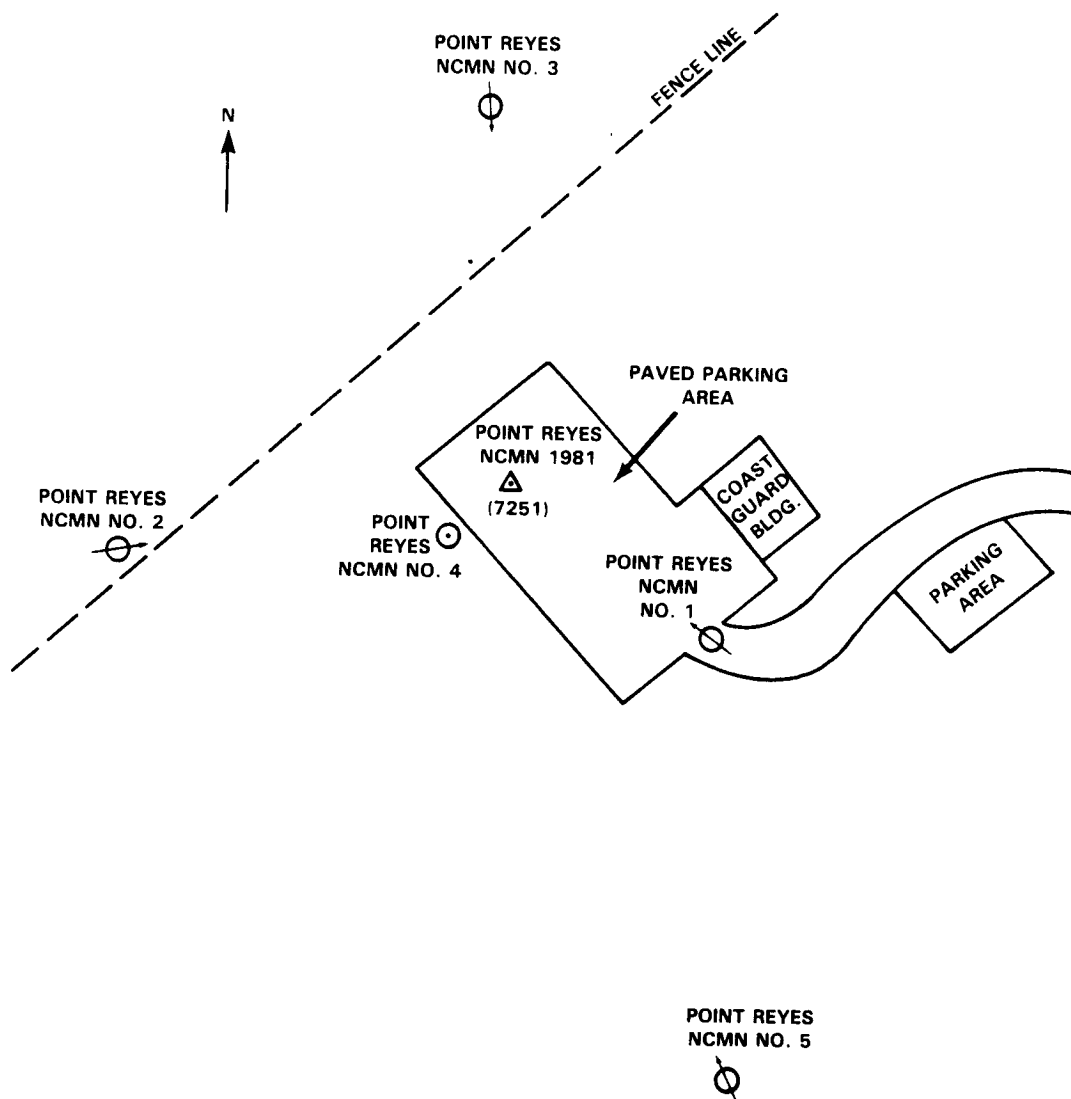 POINT REYES
NCMN NO. 3
FENCE LINE
N
PAVED PARKING
AREA
POINT REYES
NCMN 1981
(7251)
COAST
GUARD
BLDG.
POINT REYES
NCMN NO. 2
POINT
REYES
NCMN NO. 4
POINT REYES
NCMN
NO. 1
PARKING
AREA
POINT REYES
NCMN NO. 5